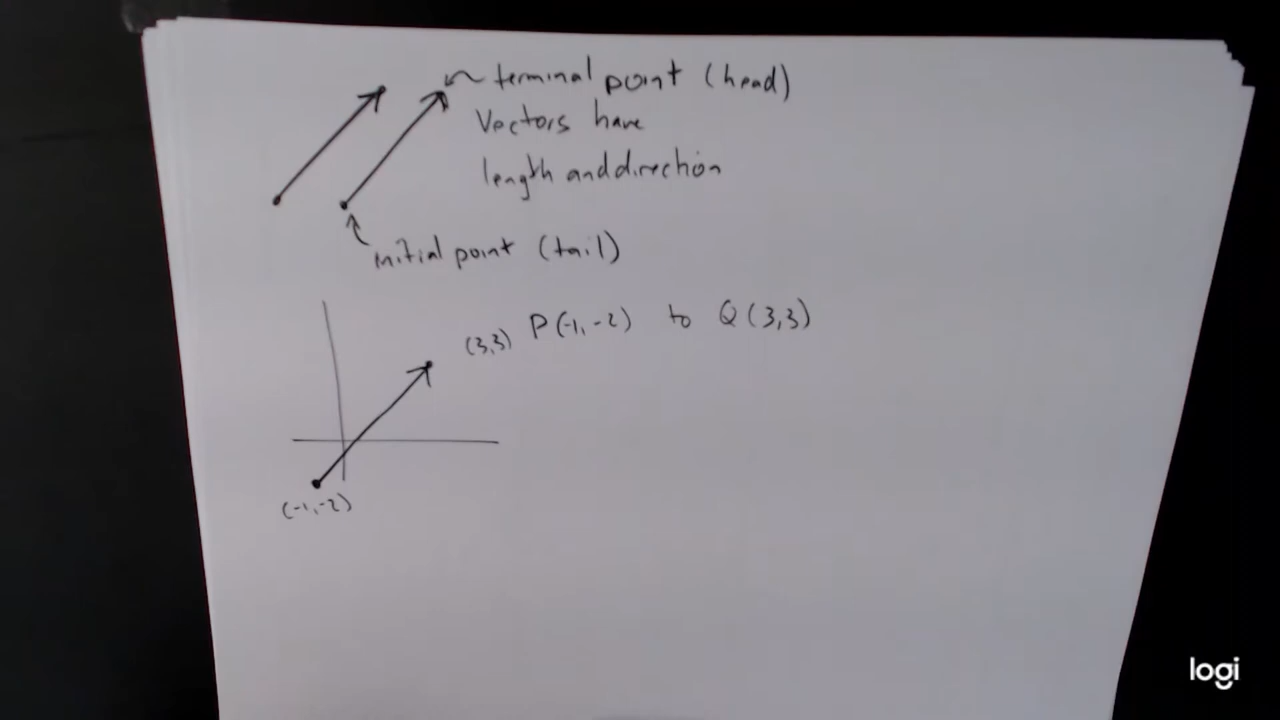 terminal point (head)
Vectors have
length and direction
initial point (tail)
P(-1,-2) to Q(3,3)
(3,3)
(-1,-2)
logi